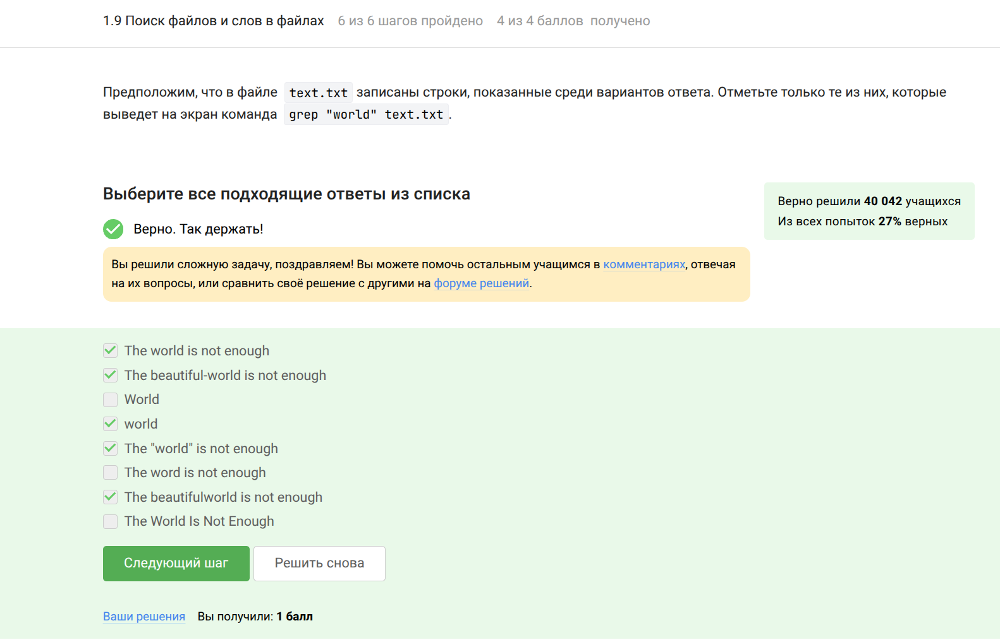 1.9 Поиск файлов и слов в файлах 6 из 6 шагов пройдено 4 из 4 баллов получено
Предположим, что в файле text.txt записаны строки, показанные среди вариантов ответа. Отметьте только те из них, которые
выведет на экран команда grep "world" text.txt.
Выберите все подходящие ответы из списка
Верно решили 40 042 учащихся
Из всех попыток 27% верных
Верно. Так держать!
Вы решили сложную задачу, поздравляем! Вы можете помочь остальным учащимся в комментариях, отвечая
на их вопросы, или сравнить своё решение с другими на форуме решений.
The world is not enough
The beautiful-world is not enough
World
world
The "world" is not enough
The word is not enough
The beautifulworld is not enough
The World Is Not Enough
Следующий шаг Решить снова
Ваши решения Вы получили: 1 балл